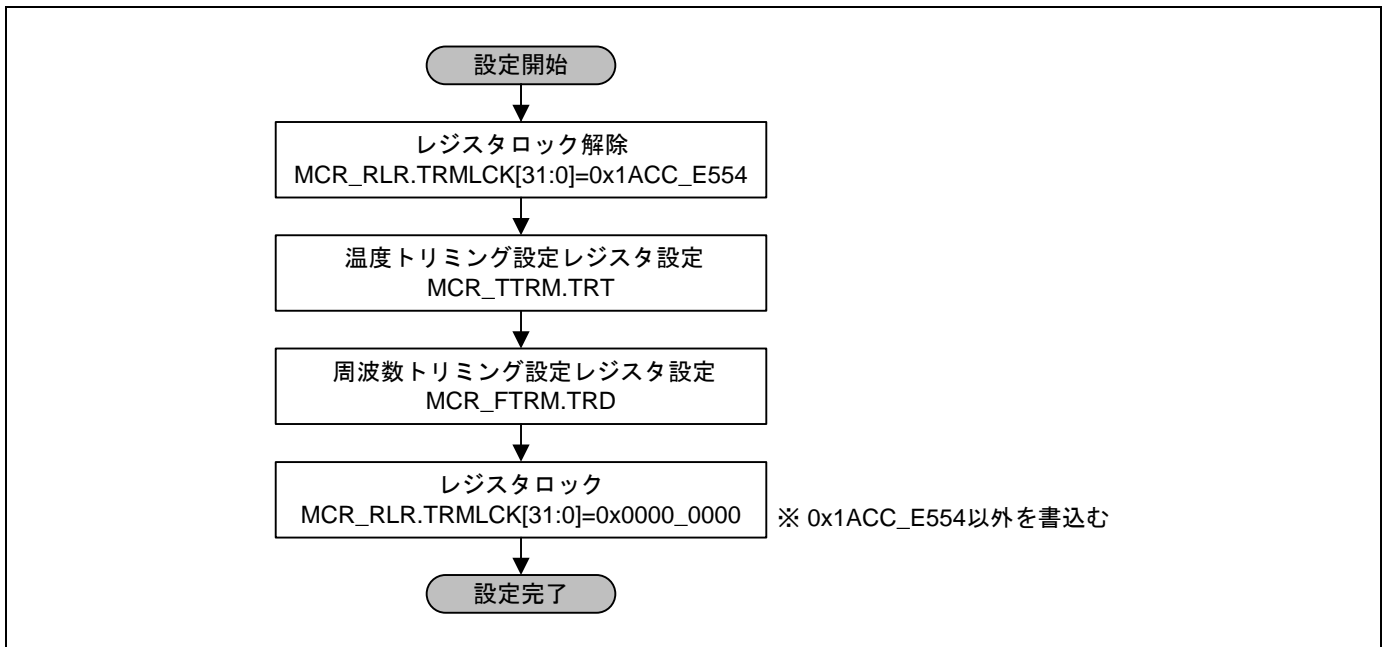 設定開始
レジスタロック解除
MCR_RLR.TRMLCK[31:0]=0x1ACC_E554
温度トリミング設定レジスタ設定
MCR_TTRM.TRT
周波数トリミング設定レジスタ設定
MCR_FTRM.TRD
レジスタロック
MCR_RLR.TRMLCK[31:0]=0x0000_0000
※ 0x1ACC_E554以外を書込む
設定完了